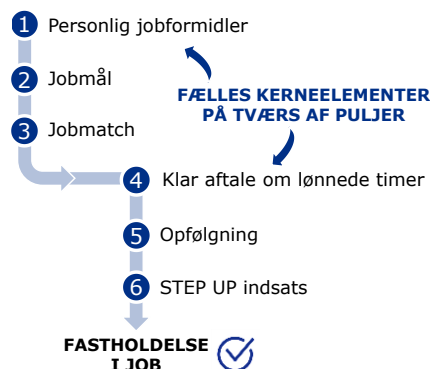 1 Personlig jobformidler
2 Jobmål
FÆLLES KERNEELEMENTER
PÅ TVÆRS AF PULJER
3 Jobmatch
4 Klar aftale om lønnede timer
5 Opfølgning
6 STEP UP indsats
FASTHOLDELSE
I JOB